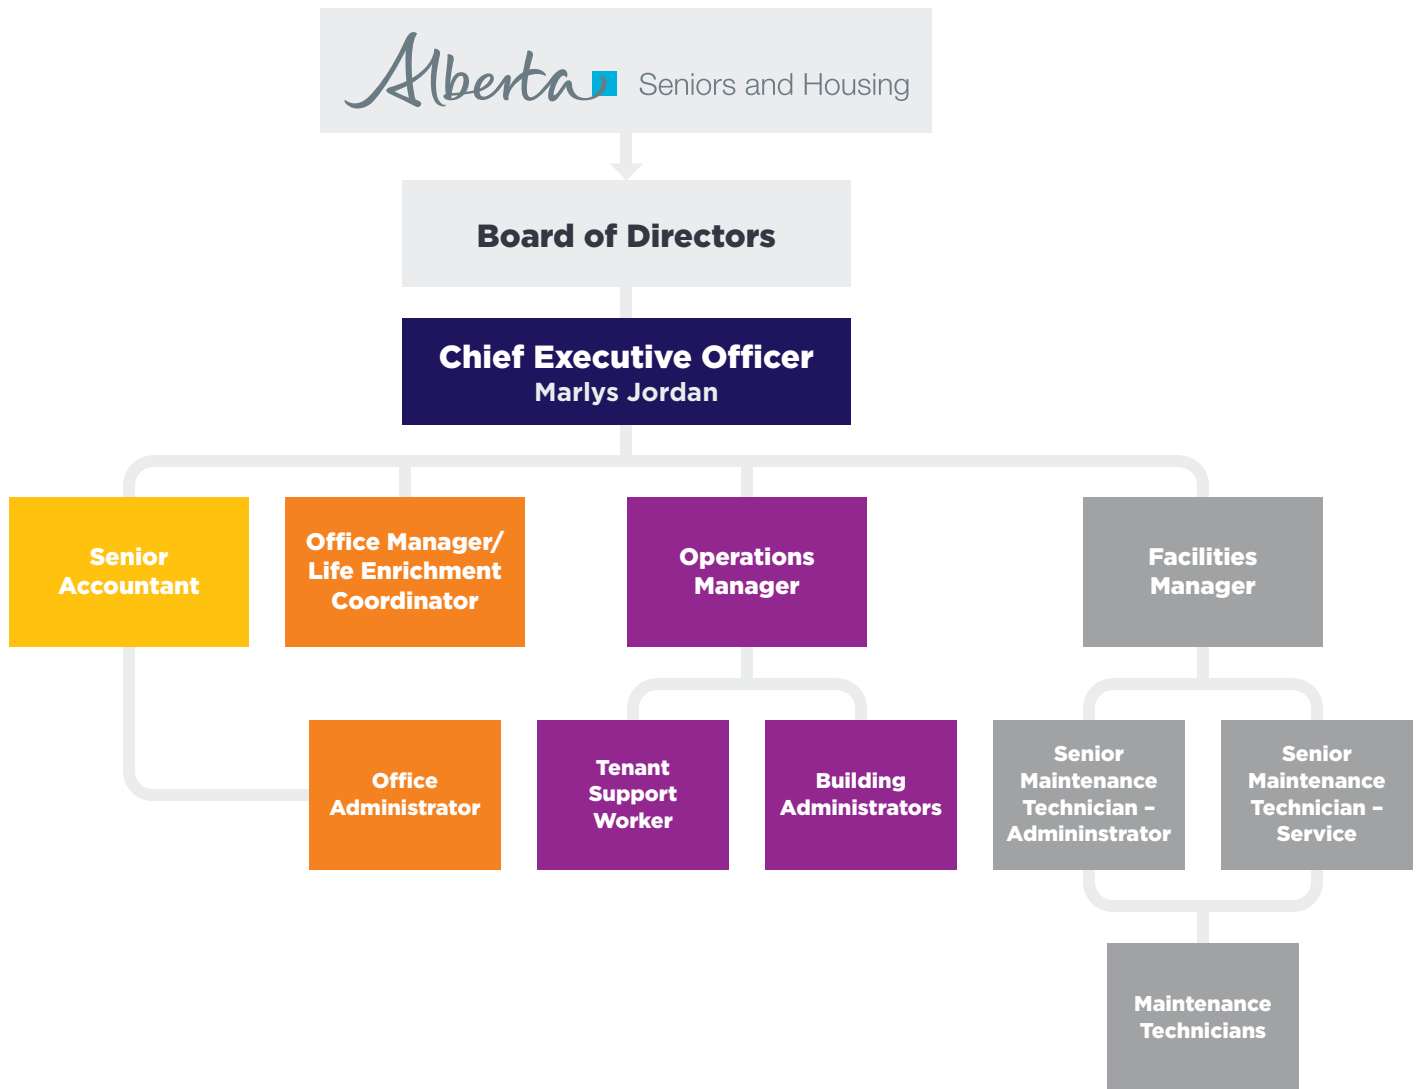 Alberta Seniors and Housing
Board of Directors
Chief Executive Officer
Marlys Jordan
Senior
Accountant
Office Manager/
Life Enrichment
Coordinator
Operations
Manager
Facilities
Manager
Office
Administrator
Tenant
Support
Worker
Building
Administrators
Senior
Maintenance
Technician –
Admininstrator
Senior
Maintenance
Technician –
Service
Maintenance
Technicians